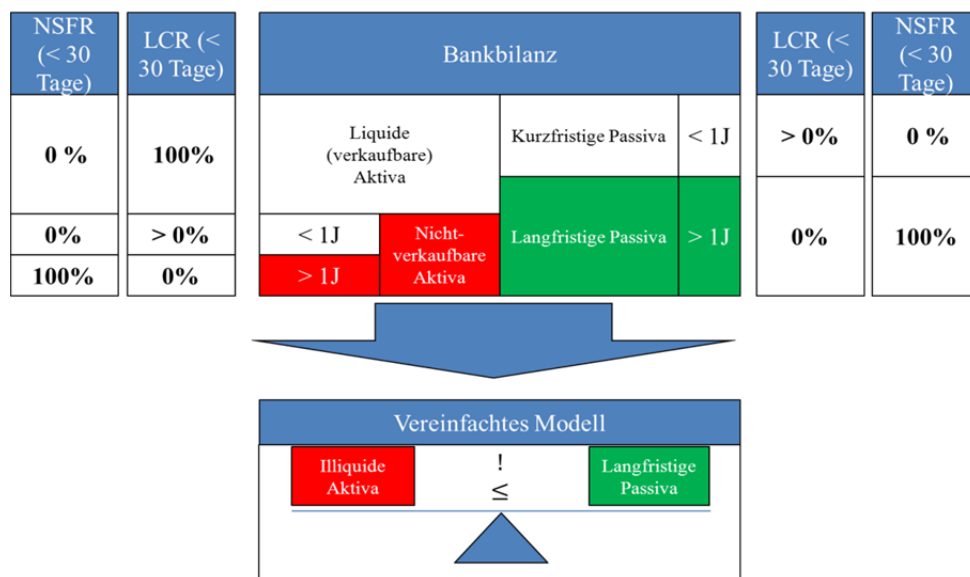 NSFR
(< 30
Tage)
LCR (<
30 Tage)
Bankbilanz
LCR (<
30 Tage)
NSFR
(< 30
Tage)
0 %
100%
Liquide
(verkaufbare)
Aktiva
Kurzfristige Passiva
< 1J
> 0%
0 %
0%
> 0%
< 1J
Nicht-
verkaufbare
Aktiva
Langfristige Passiva
> 1J
0%
100%
100%
0%
> 1J
Vereinfachtes Modell
Illiquide
Aktiva
!
≤
Langfristige
Passiva